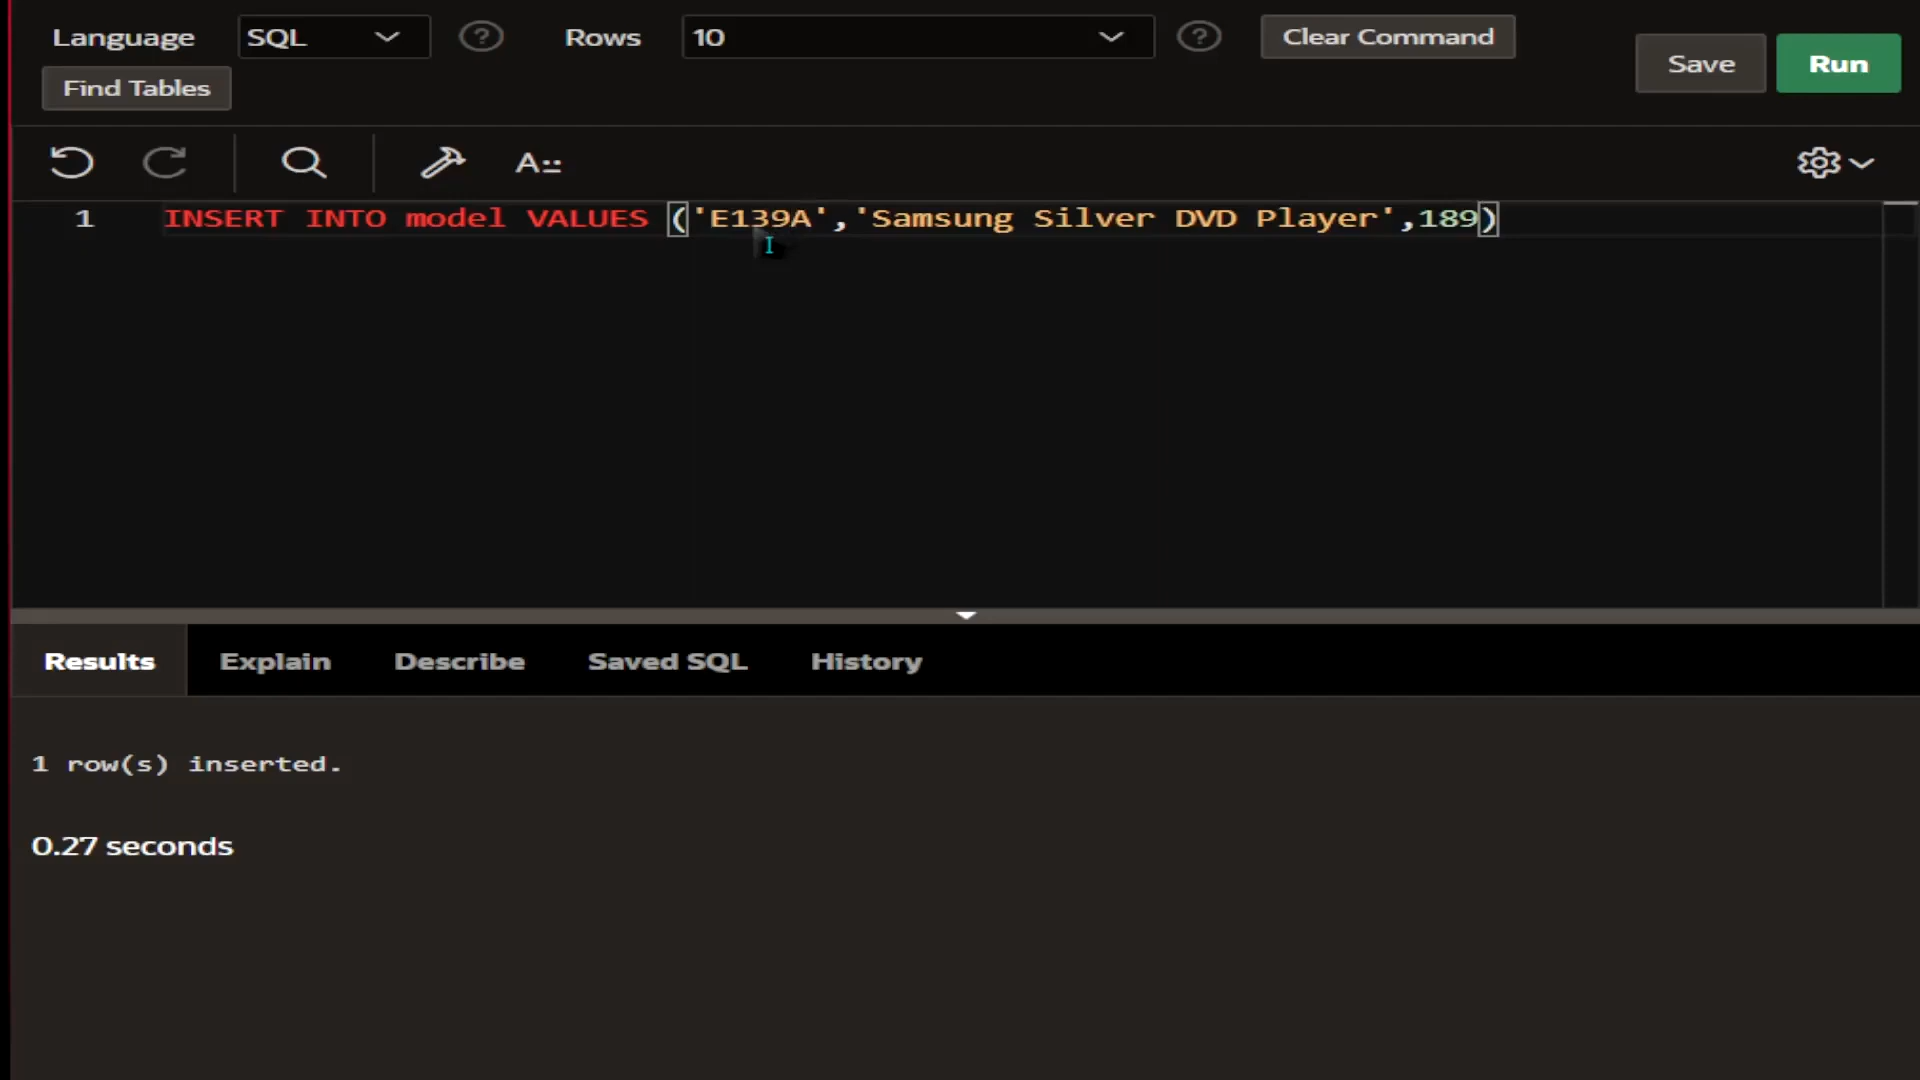 Language SQL Rows 10 Clear Command Save Run
Find Tables
A
1 INSERT INTO model VALUES ('E139A','Samsung Silver DVD Player',189)
Results Explain Describe Saved SQL History
1 row(s) inserted.
0.27 seconds